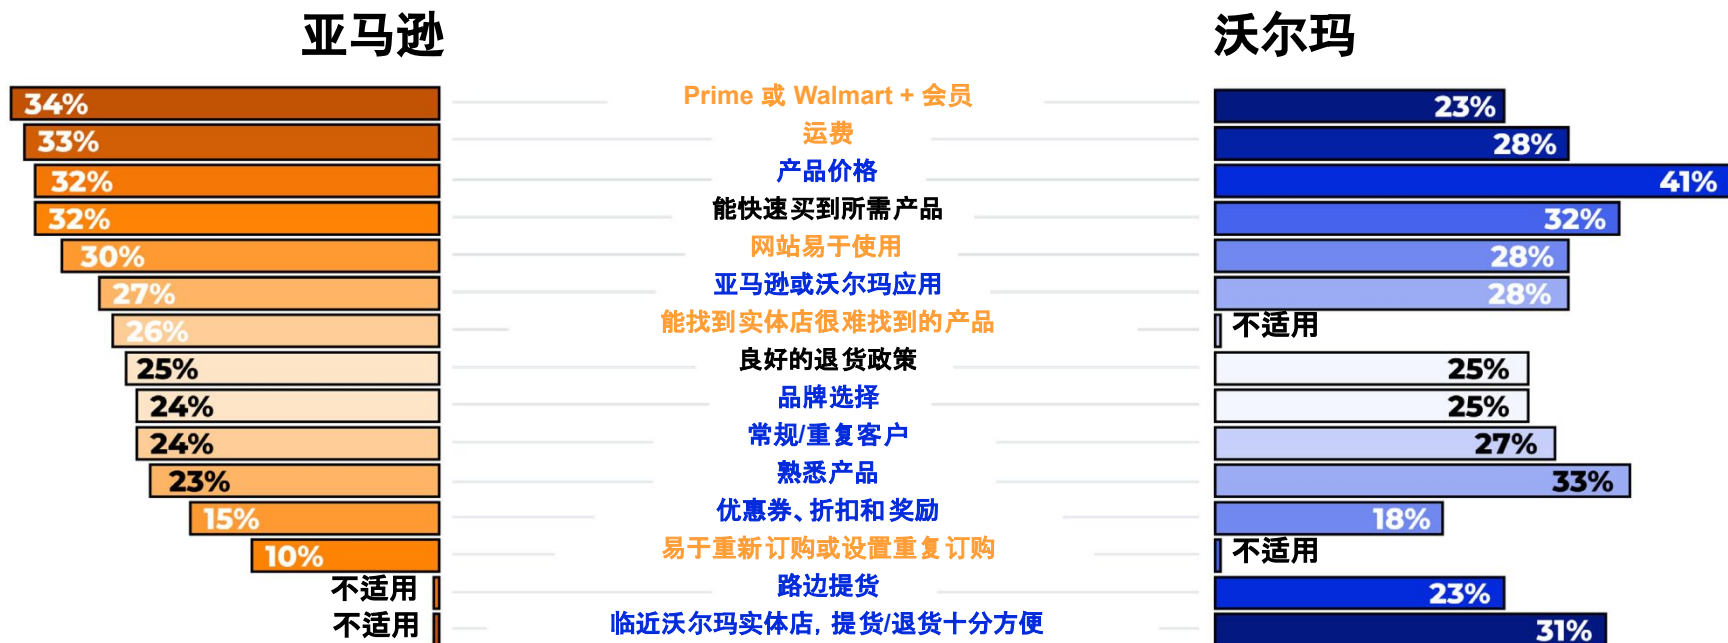 亚马逊 沃尔玛
34% Prime 或 Walmart + 会员 23%
33% 运费 28%
32% 产品价格 41%
32% 能快速买到所需产品 32%
30% 网站易于使用 28%
27% 亚马逊或沃尔玛应用 28%
26% 能找到实体店很难找到的产品 不适用
25% 良好的退货政策 25%
24% 品牌选择 25%
24% 常规/重复客户 27%
23% 熟悉产品 33%
15% 优惠券、折扣和奖励 18%
10% 易于重新订购或设置重复订购 不适用
不适用 路边提货 23%
不适用 临近沃尔玛实体店, 提货/退货十分方便 31%